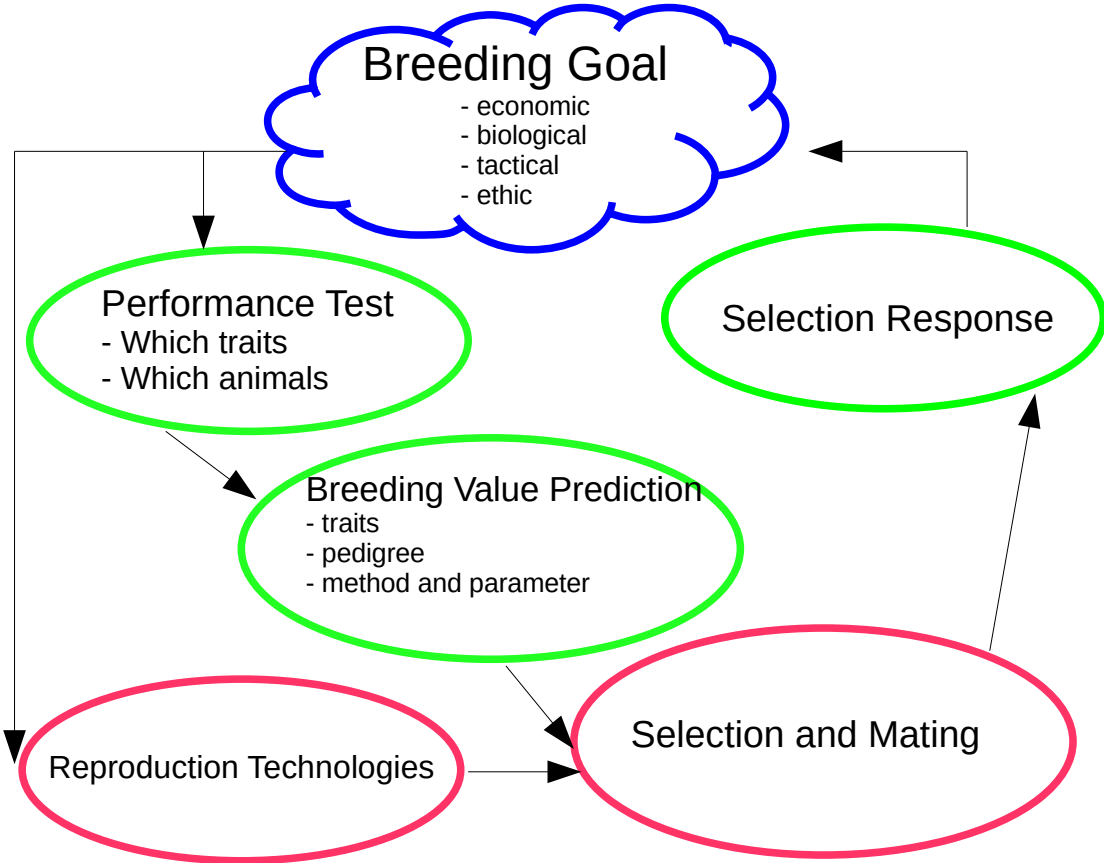 Breeding Goal
- economic
- biological
- tactical
- ethic
Performance Test
- Which traits
- Which animals
Selection Response
Breeding Value Prediction
- traits
- pedigree
- method and parameter
Selection and Mating
Reproduction Technologies